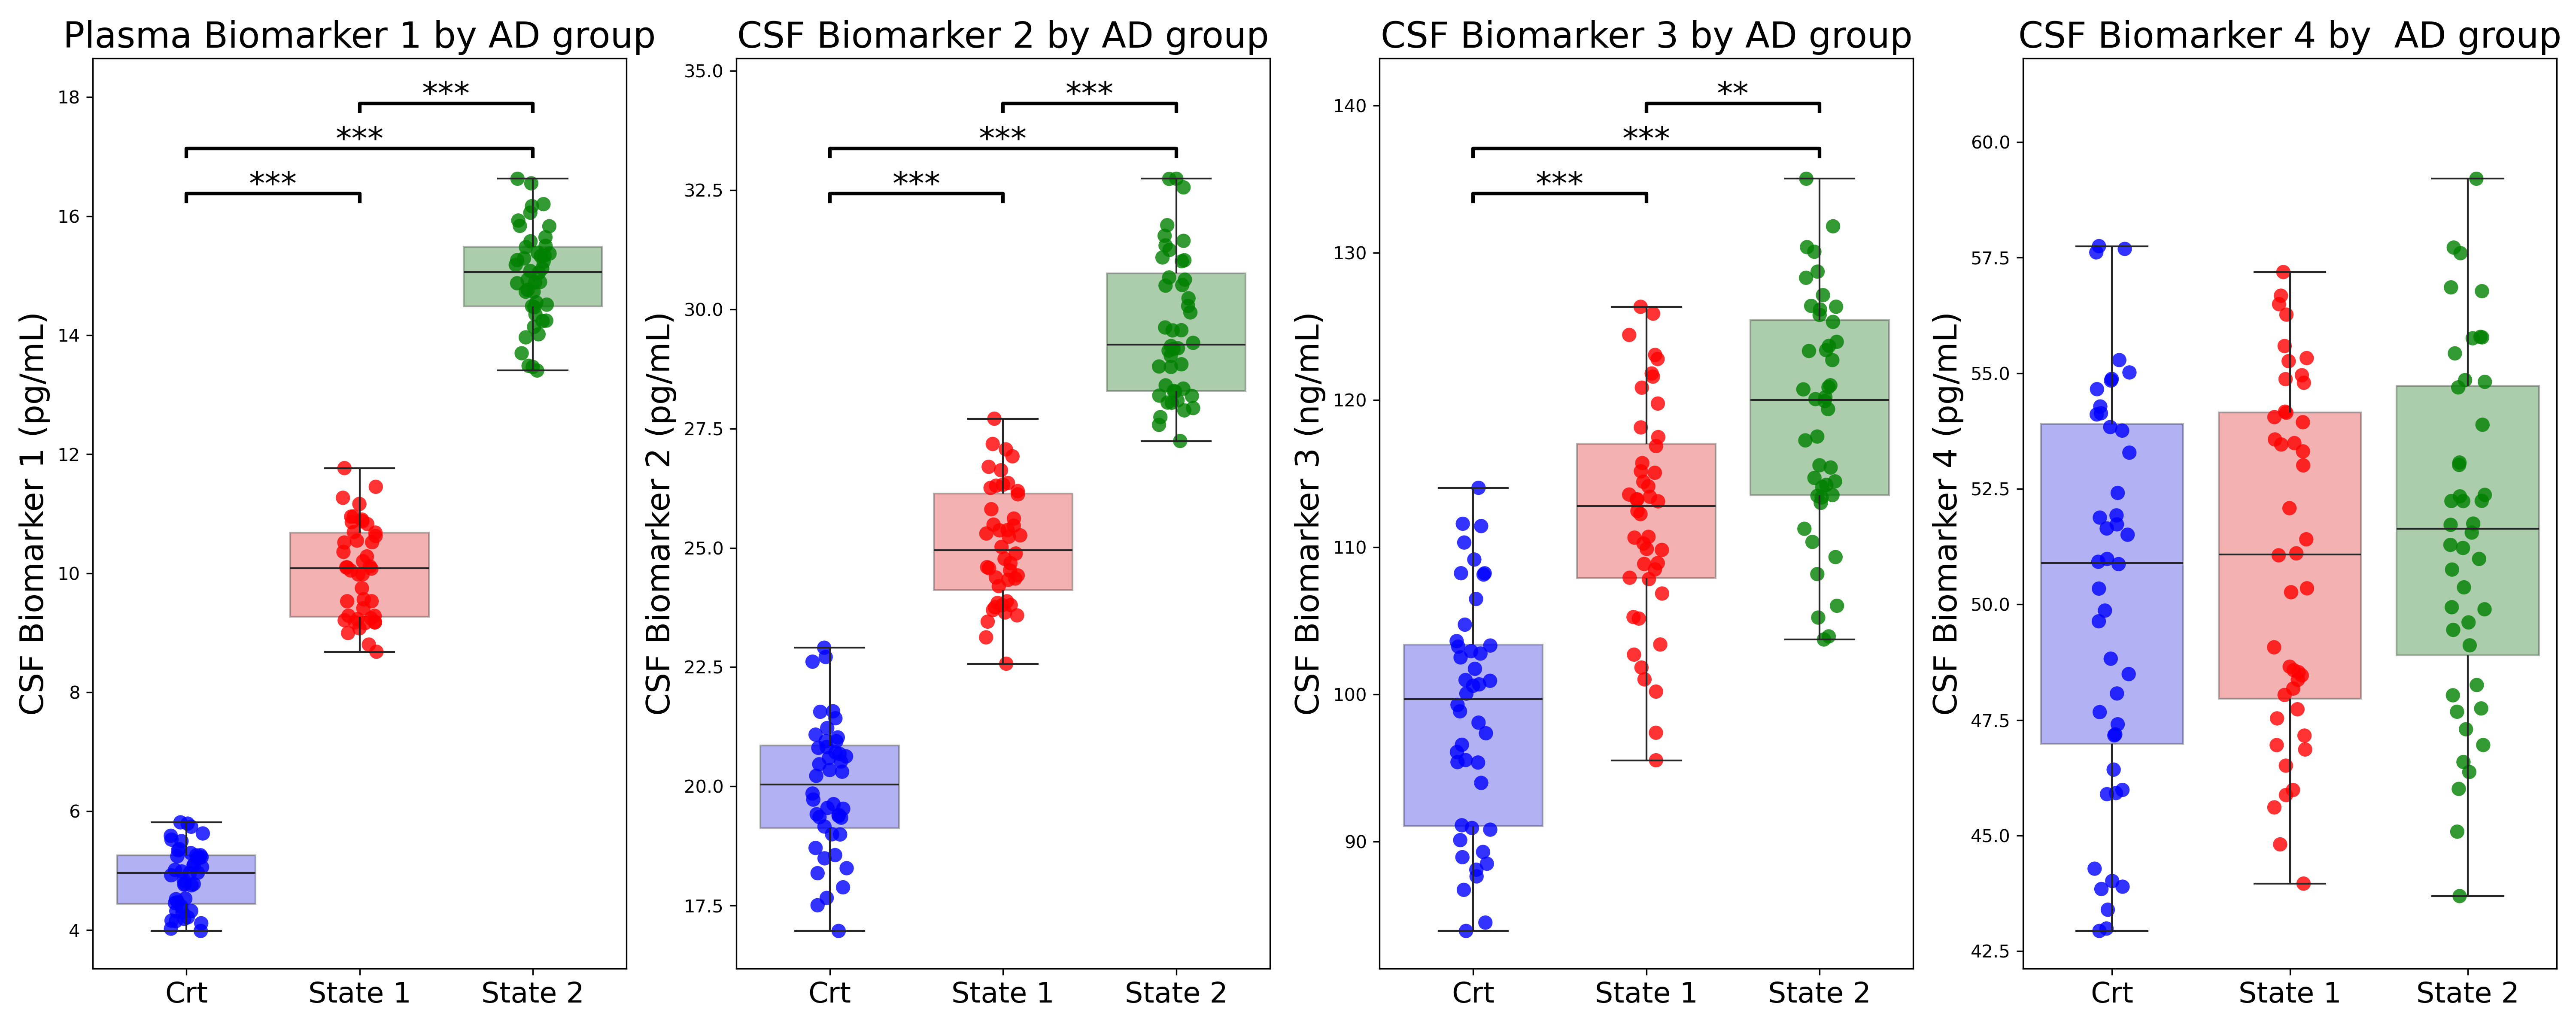 Plasma Biomarker 1 by AD group
CSF Biomarker 1 (pg/mL)
18
16
14
12
10
8
6
4
***
***
***
Crt
State 1
State 2
CSF Biomarker 2 by AD group
CSF Biomarker 2 (pg/mL)
35.0
32.5
30.0
27.5
25.0
22.5
20.0
17.5
***
***
***
Crt
State 1
State 2
CSF Biomarker 3 by AD group
CSF Biomarker 3 (ng/mL)
140
130
120
110
100
90
**
***
***
Crt
State 1
State 2
CSF Biomarker 4 by  AD group
CSF Biomarker 4 (pg/mL)
60.0
57.5
55.0
52.5
50.0
47.5
45.0
42.5
Crt
State 1
State 2